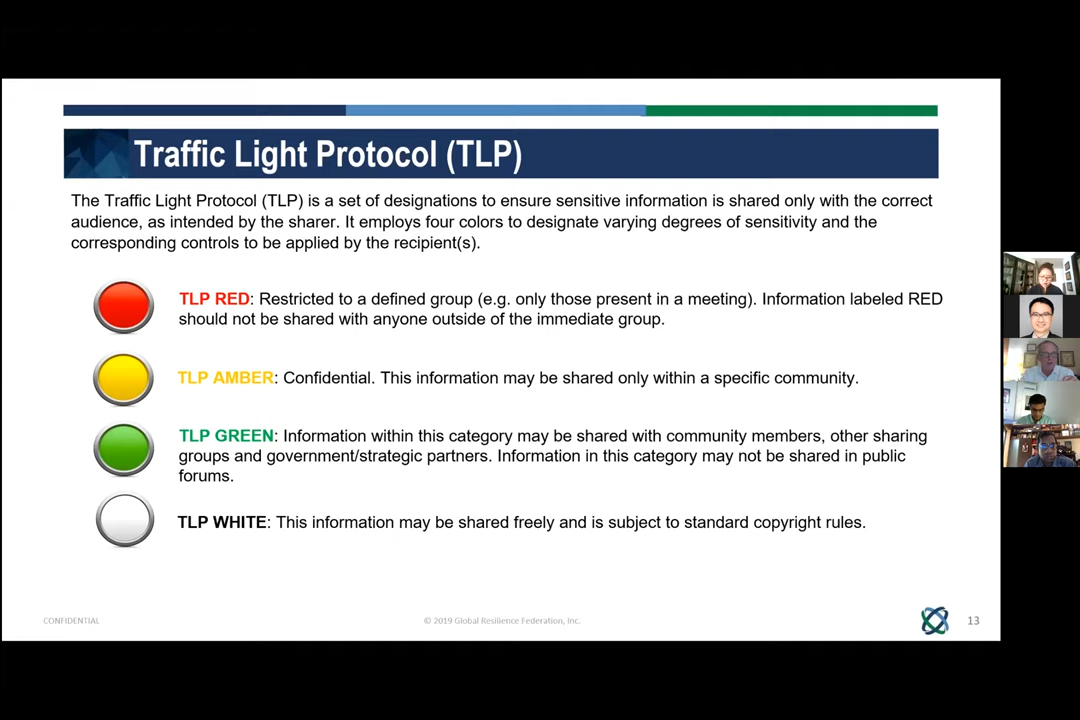 Traffic Light Protocol (TLP)
The Traffic Light Protocol (TLP) is a set of designations to ensure sensitive information is shared only with the correct
audience, as intended by the sharer. It employs four colors to designate varying degrees of sensitivity and the
corresponding controls to be applied by the recipient(s).
TLP RED: Restricted to a defined group (e.g. only those present in a meeting). Information labeled RED
should not be shared with anyone outside of the immediate group.
TLP AMBER: Confidential. This information may be shared only within a specific community.
TLP GREEN: Information within this category may be shared with community members, other sharing
groups and government/strategic partners. Information in this category may not be shared in public
forums.
TLP WHITE: This information may be shared freely and is subject to standard copyright rules.
CONFIDENTIAL
© 2019 Global Resilience Federation, Inc.
13